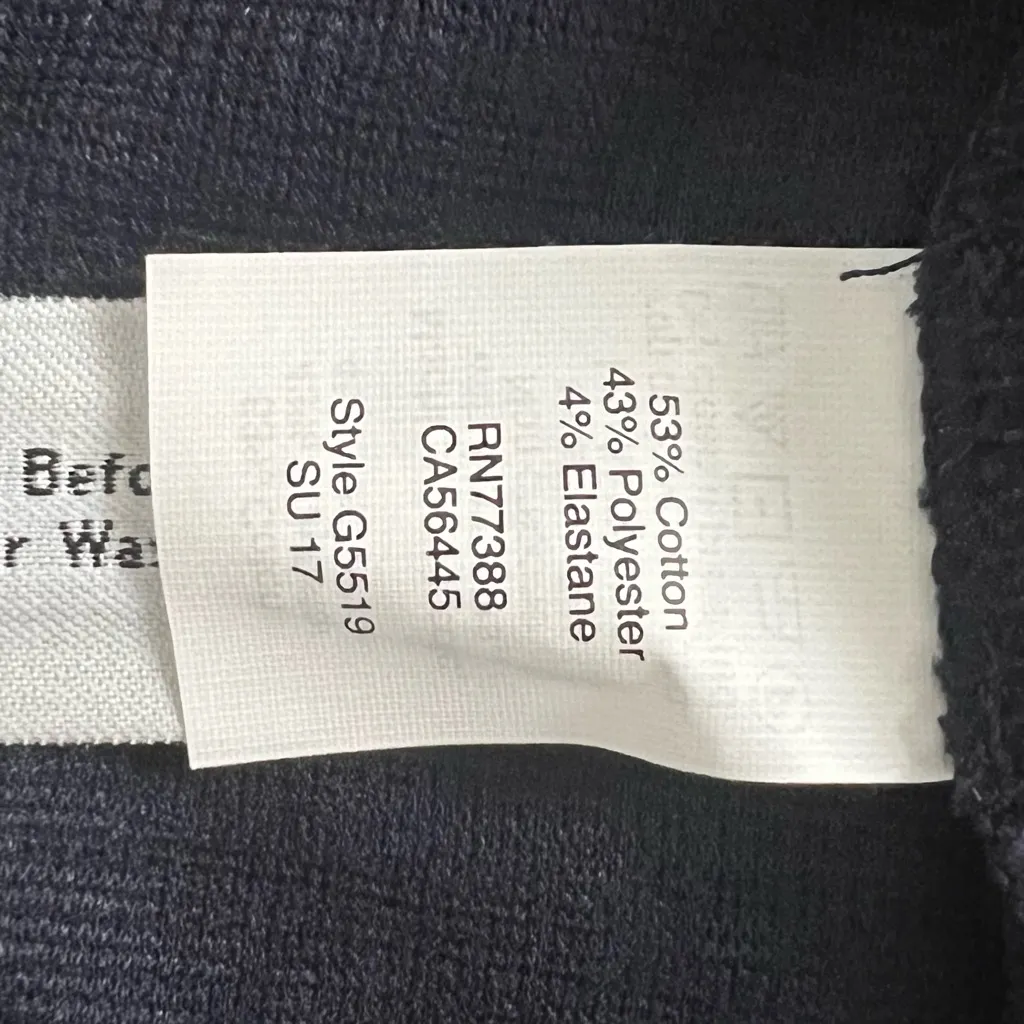 53% Cotton
43% Polyester
4% Elastane
RN77388
CA56445
Style G5519
SU 17